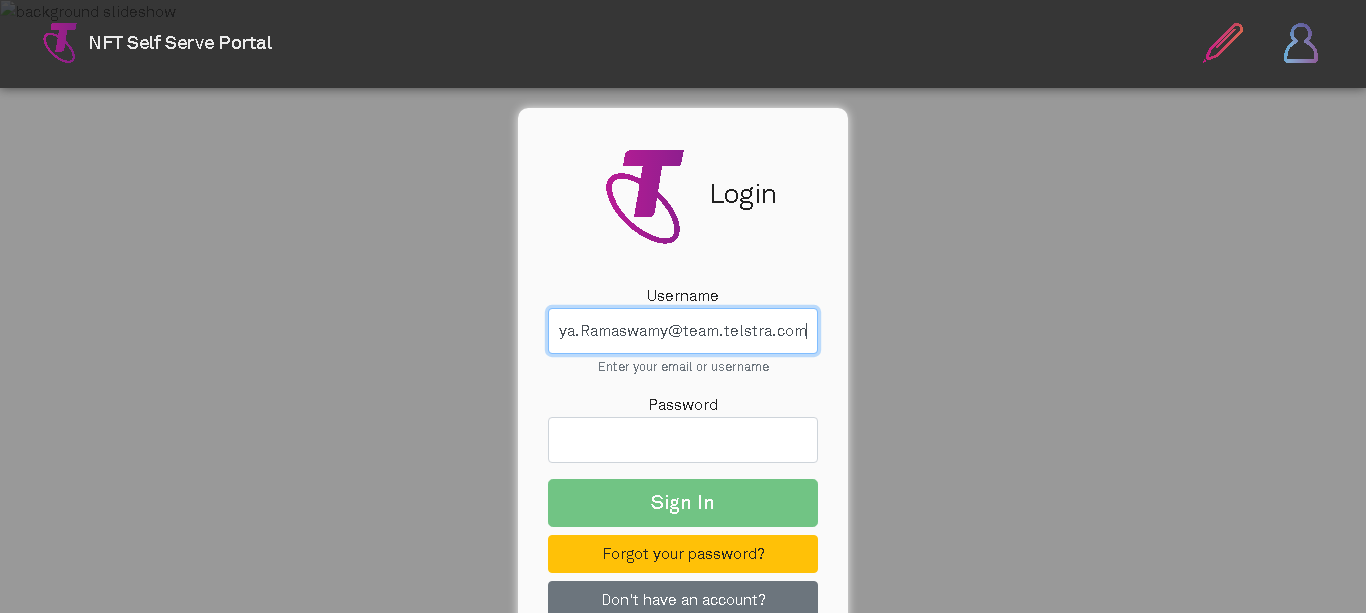 background slideshow
NFT Self Serve Portal
Login
Username
ya.Ramaswamy@team.telstra.com
Enter your email or username
Password
Sign In
Forgot your password?
Don't have an account?